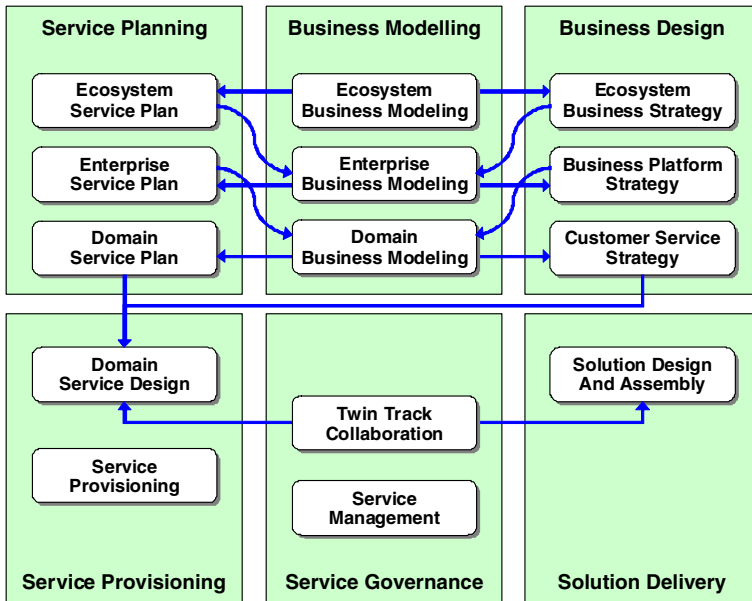 Service Planning
Business Modelling
Business Design
Ecosystem
Service Plan
Ecosystem
Business Modeling
Ecosystem
Business Strategy
Enterprise
Service Plan
Enterprise
Business Modeling
Business Platform
Strategy
Domain
Service Plan
Domain
Business Modeling
Customer Service
Strategy
Domain
Service Design
Solution Design
And Assembly
Twin Track
Collaboration
Service
Provisioning
Service
Management
Service Provisioning
Service Governance
Solution Delivery